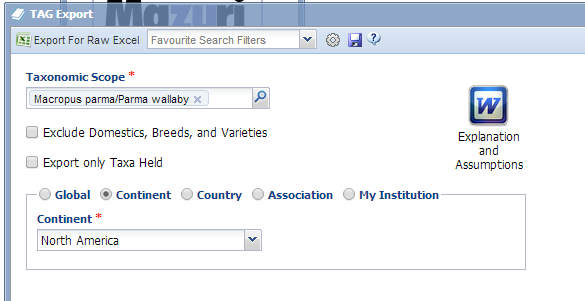 Mazuri
TAG Export
Export For Raw Excel Favourite Search Filters
Taxonomic Scope *
Macropus parma/Parma wallaby
Exclude Domestics, Breeds, and Varieties
Export only Taxa Held
W
Explanation
and
Assumptions
Global Continent Country Association My Institution
Continent *
North America